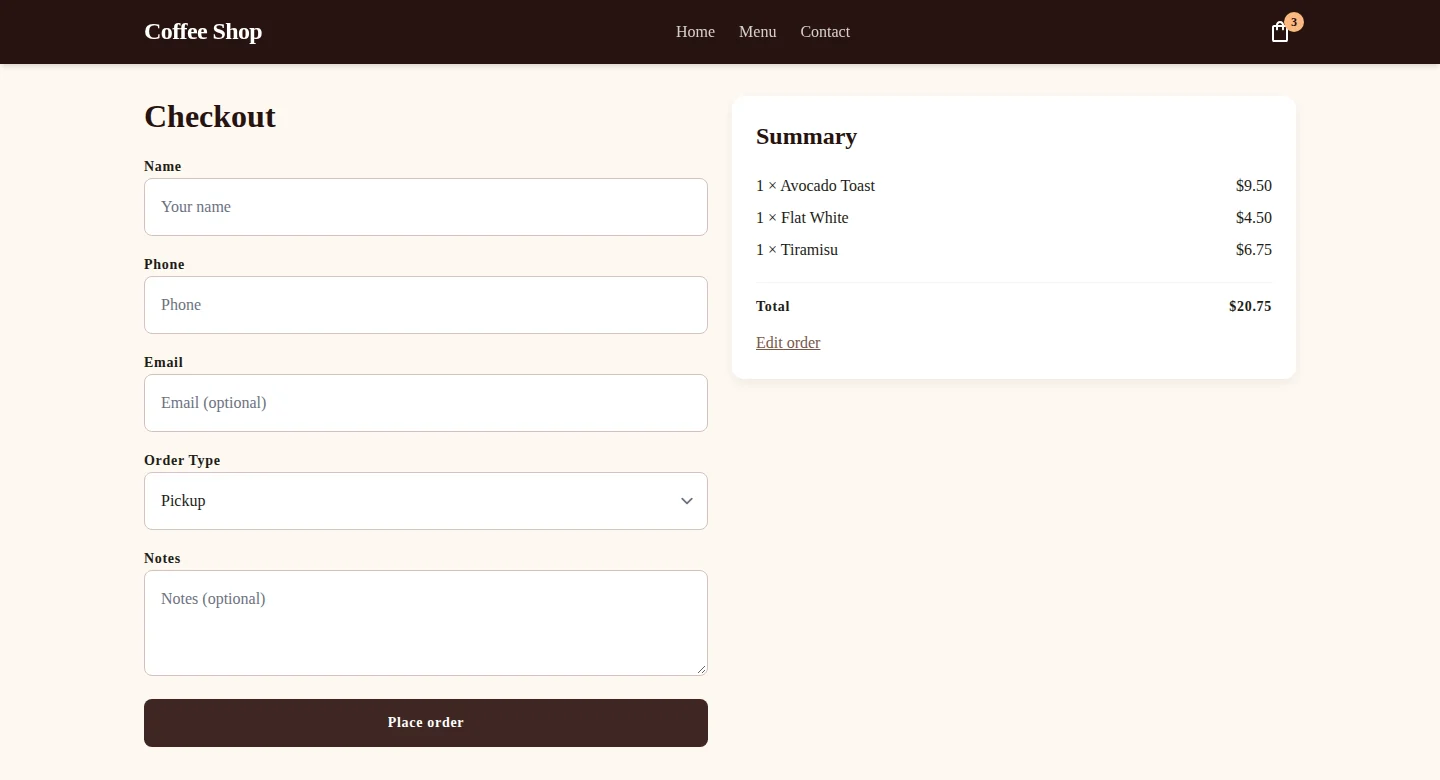 Coffee Shop
Home Menu Contact
3
Checkout
Name
Your name
Phone
Phone
Email
Email (optional)
Order Type
Pickup
Notes
Notes (optional)
Place order
Summary
1 × Avocado Toast $9.50
1 × Flat White $4.50
1 × Tiramisu $6.75
Total $20.75
Edit order